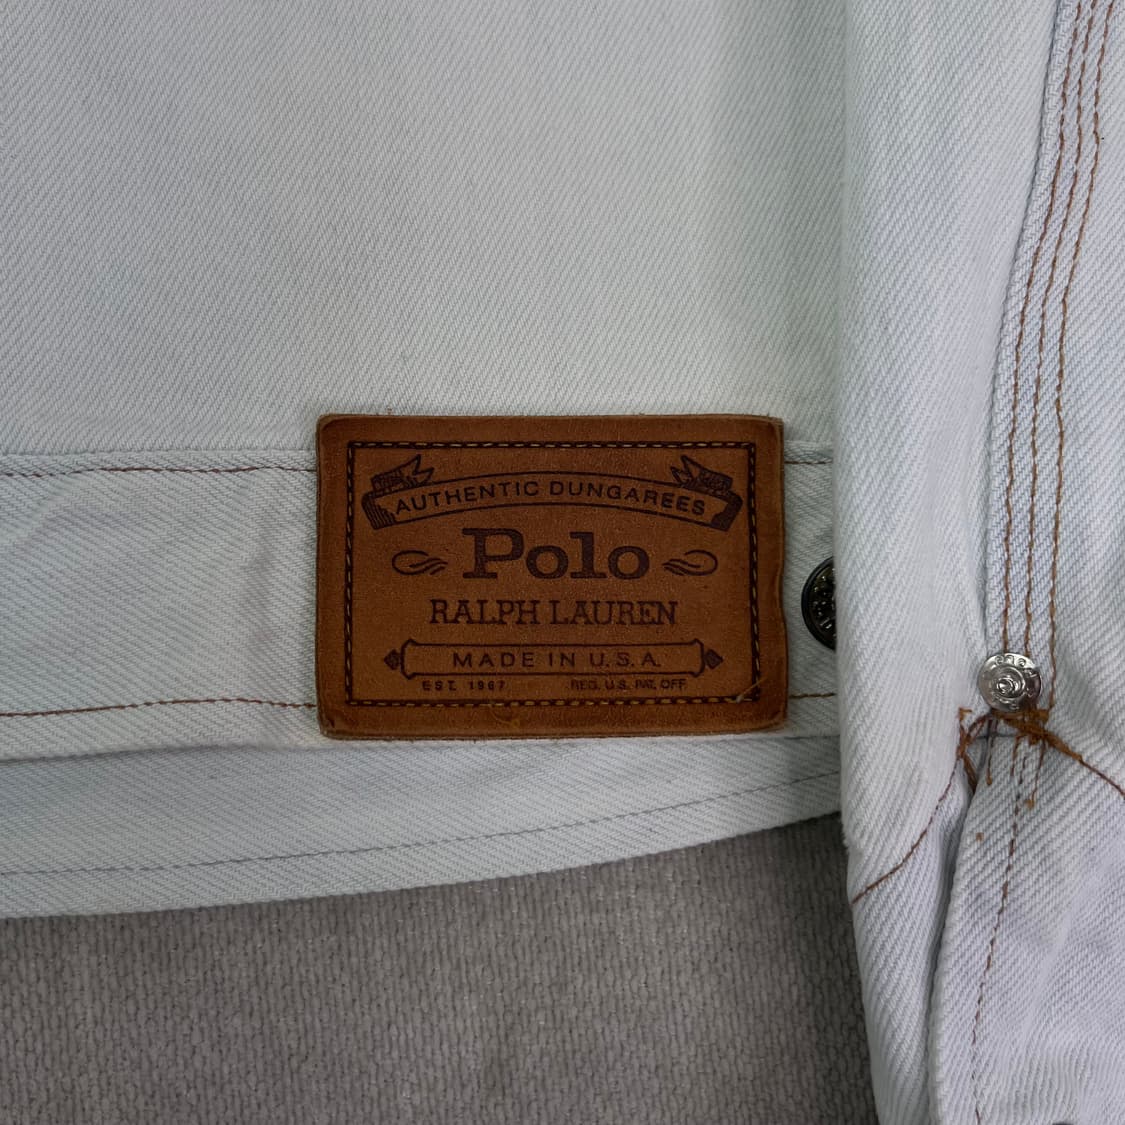 AUTHENTIC DUNGAREES
Polo
RALPH LAUREN
MADE IN U.S.A.
EST. 1967 REG. U.S. PAT. OFF.